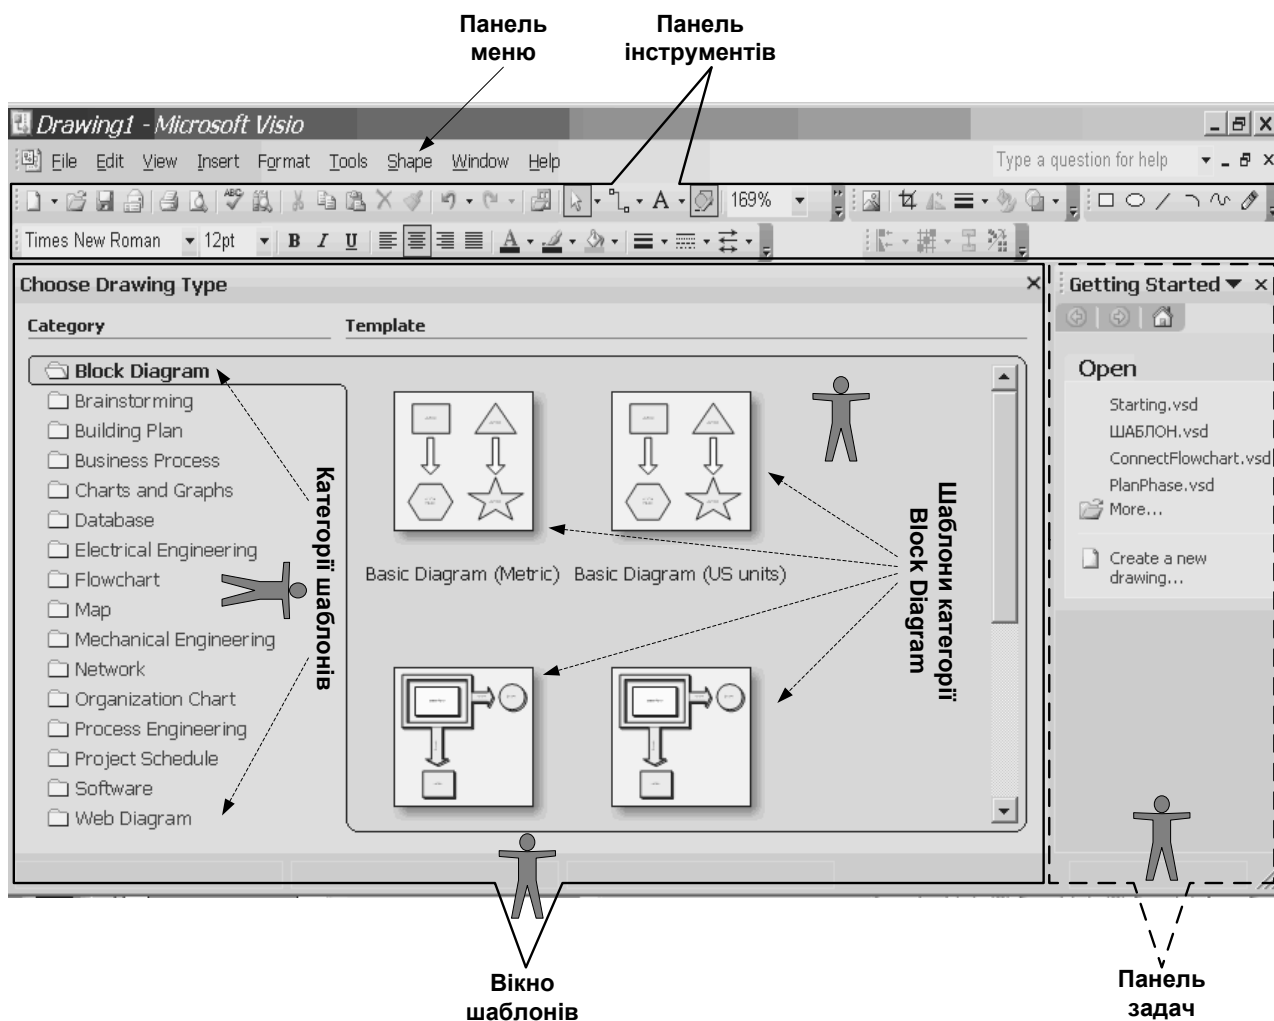 Панель
меню
Панель
інструментів
Drawing1 - Microsoft Visio
File Edit View Insert Format Tools Shape Window Help
Type a question for help
ABC
A
169%
Times New Roman
12pt
B I U
A
Choose Drawing Type
Category
Template
Block Diagram
Brainstorming
Building Plan
Business Process
Charts and Graphs
Database
Electrical Engineering
Flowchart
Map
Mechanical Engineering
Network
Organization Chart
Process Engineering
Project Schedule
Software
Web Diagram
Категорії шаблонів
Basic Diagram (Metric)
Basic Diagram (US units)
Шаблони категорії
Block Diagram
Getting Started
Open
Starting.vsd
ШАБЛОН.vsd
ConnectFlowchart.vsd
PlanPhase.vsd
More...
Create a new
drawing...
Вікно
шаблонів
Панель
задач